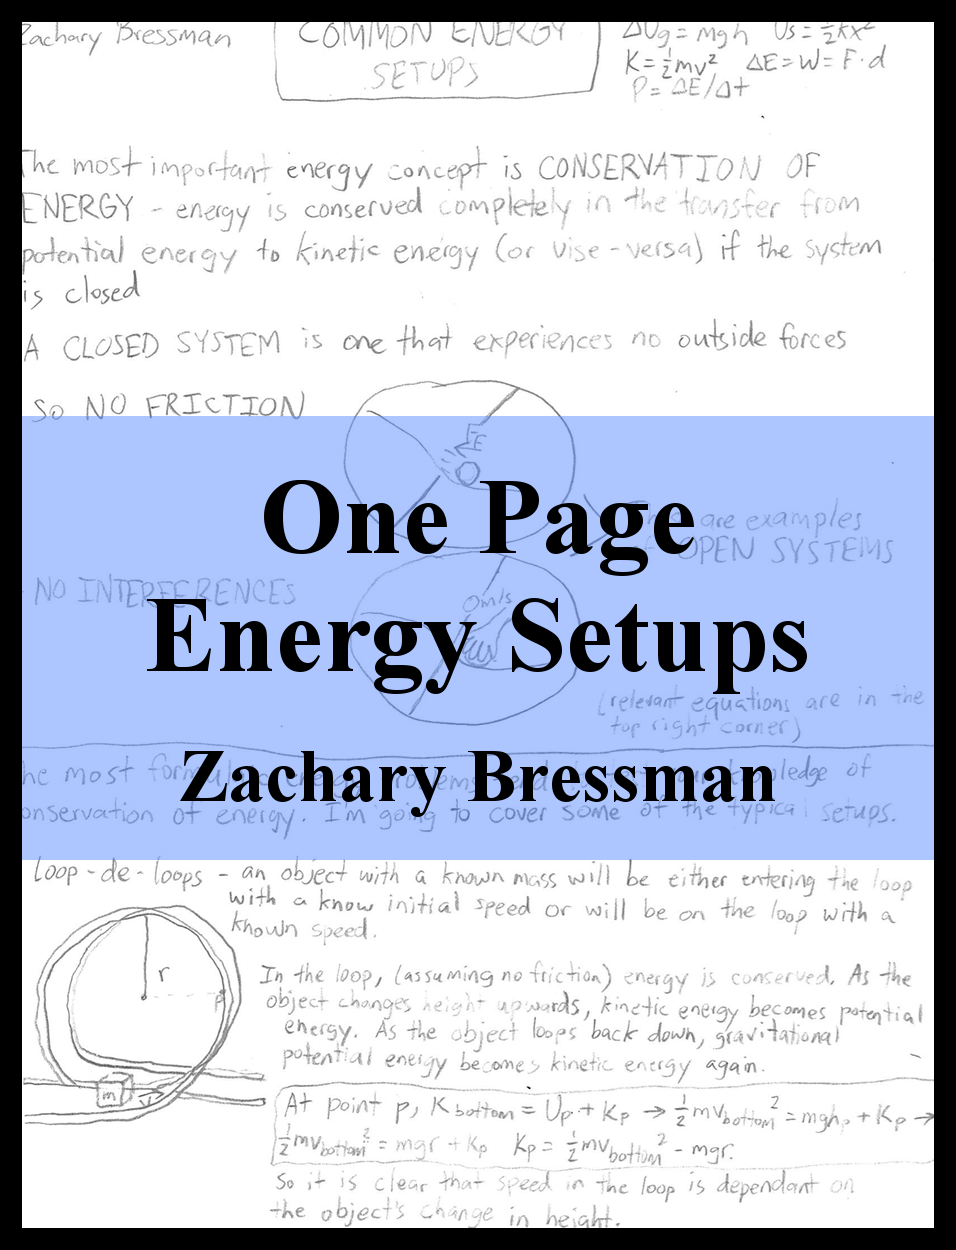 Zachary Bressman
COMMON ENERGY
SETUPS
ΔUg = mgh Us = ½kx²
K = ½mv² ΔE = W = F·d
P = ΔE/Δt
The most important energy concept is CONSERVATION OF
ENERGY - energy is conserved completely in the transfer from
potential energy to kinetic energy (or vise-versa) if the system
is closed
A CLOSED SYSTEM is one that experiences no outside forces
SO NO FRICTION
are examples
OPEN SYSTEMS
NO INTERFERENCES
0m/s
One Page
Energy Setups
Zachary Bressman
(relevant equations are in the
top right corner)
he most knowledge of
onservation of energy. I'm going to cover some of the typical setups.
Loop-de-loops - an object with a known mass will be either entering the loop
with a know initial speed or will be on the loop with a
known speed.
r
P
m
v
In the loop, (assuming no friction) energy is conserved. As the
object changes height upwards, kinetic energy becomes potential
energy. As the object loops back down, gravitational
potential energy becomes kinetic energy again.
At point p, Kbottom = Up + Kp → ½mvbottom² = mghp + Kp →
½mvbottom² = mgr + Kp Kp = ½mvbottom² - mgr.
So it is clear that speed in the loop is dependant on
the object's change in height.